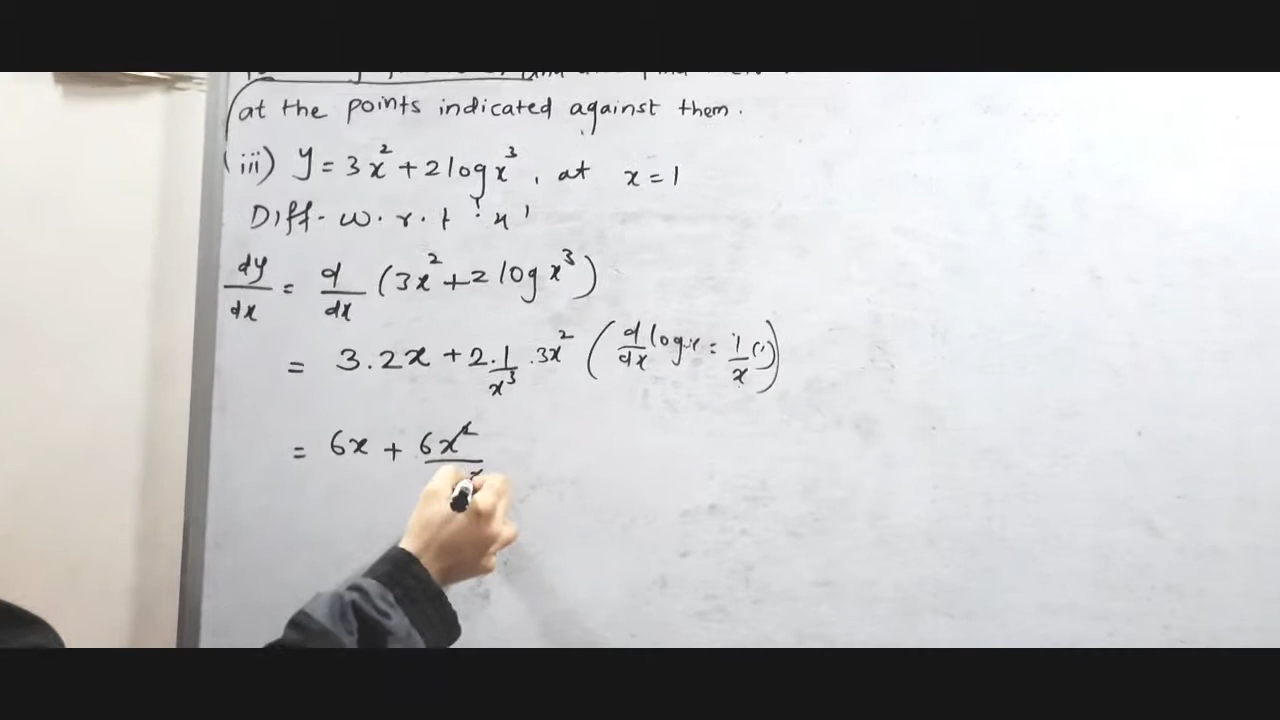 at the points indicated against them.
(iii) y = 3x² + 2 log x³, at x = 1
Diff. w.r.t 'x'
dy/dx = d/dx (3x² + 2 log x³)
= 3.2x + 2.1/x³ .3x² (d/dx log x = 1/x (1))
= 6x + 6x²